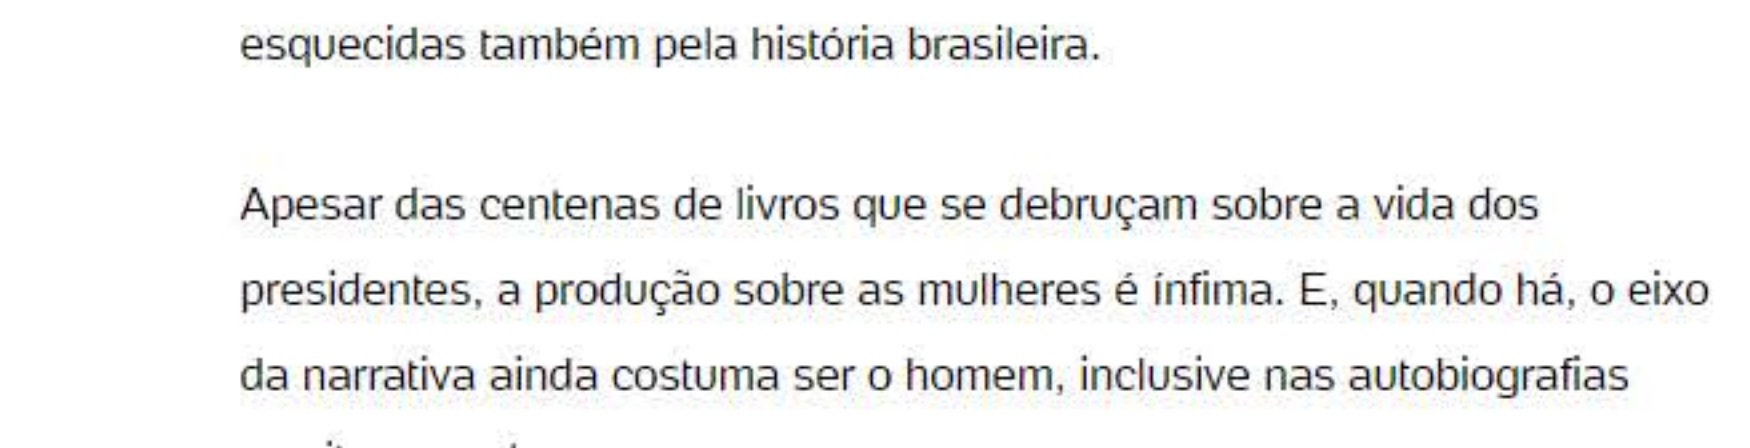 esquecidas também pela história brasileira.
Apesar das centenas de livros que se debruçam sobre a vida dos
presidentes, a produção sobre as mulheres é ínfima. E, quando há, o eixo
da narrativa ainda costuma ser o homem, inclusive nas autobiografias